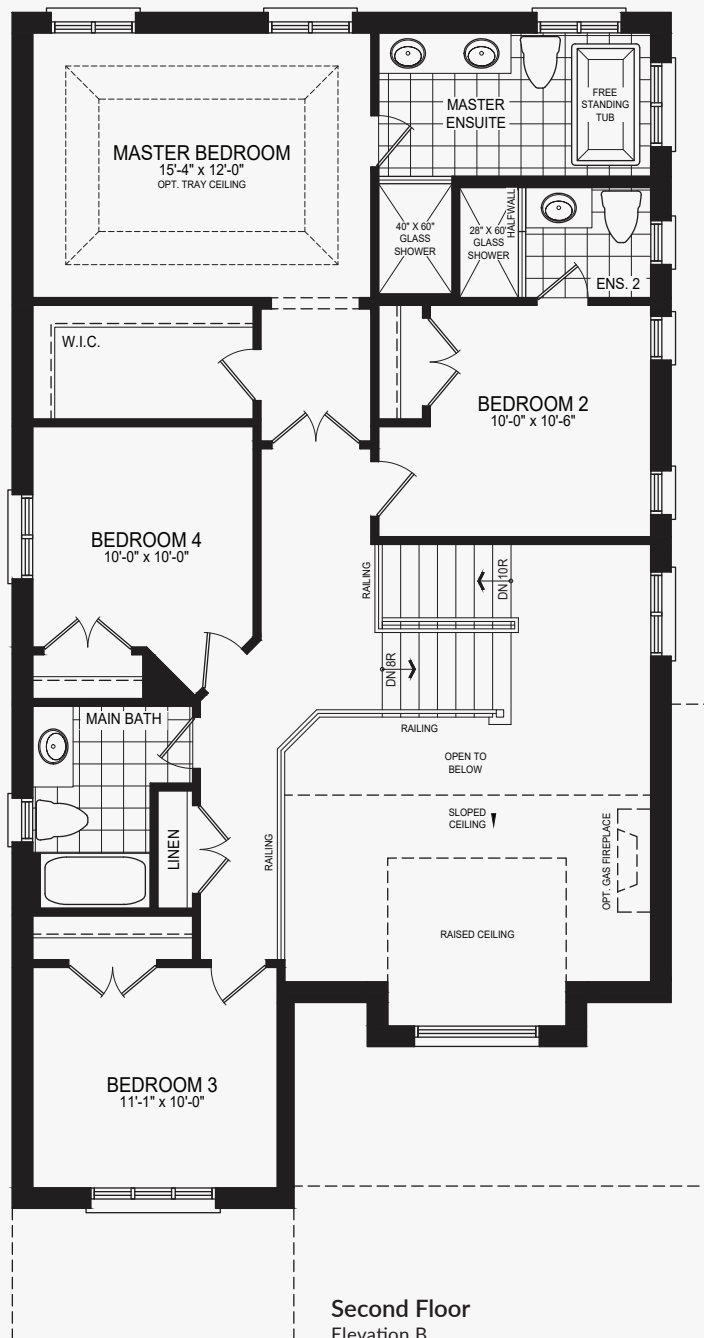 MASTER BEDROOM
15'-4" x 12'-0"
OPT. TRAY CEILING
MASTER
ENSUITE
FREE
STANDING
TUB
40" X 60"
GLASS
SHOWER
28" X 60"
GLASS
SHOWER
HALFWALL
ENS. 2
W.I.C.
BEDROOM 2
10'-0" x 10'-6"
BEDROOM 4
10'-0" x 10'-0"
RAILING
DN 10R
DN 8R
RAILING
MAIN BATH
OPEN TO
BELOW
SLOPED
CEILING
LINEN
RAILING
OPT. GAS FIREPLACE
RAISED CEILING
BEDROOM 3
11'-1" x 10'-0"
Second Floor
Elevation B